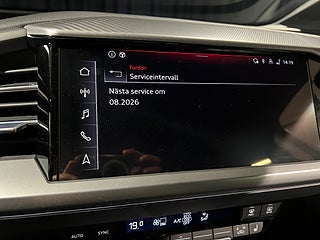 14:19
Fordon
Serviceintervall
Nästa service om
08.2026
AUTO
SYNC
19.0
A/C